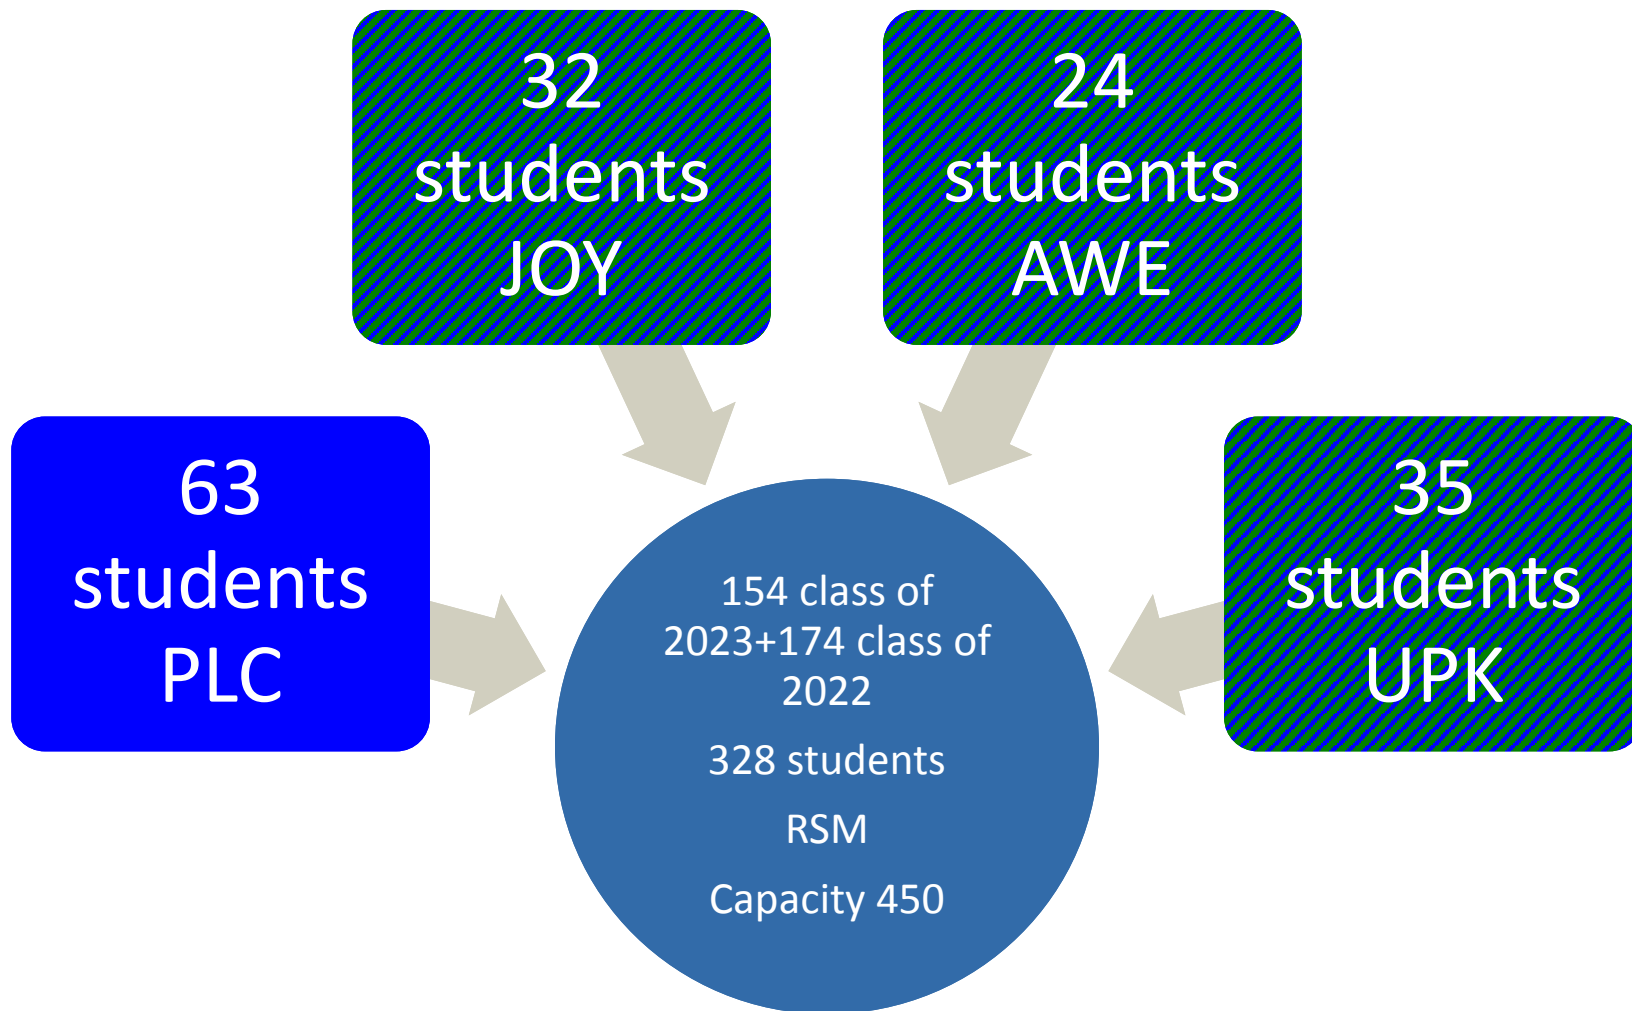 32
students
JOY
24
students
AWE
63
students
PLC
35
students
UPK
154 class of
2023+174 class of
2022
328 students
RSM
Capacity 450